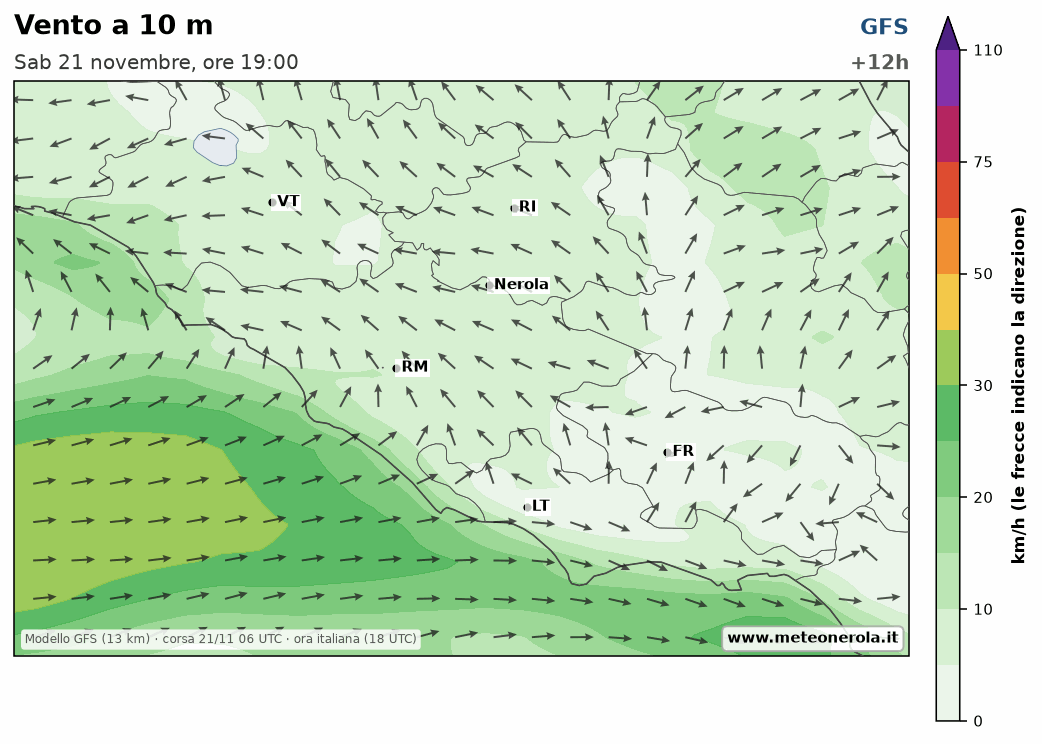 Vento a 10 m
GFS
Sab 21 novembre, ore 19:00
+12h
110
75
50
30
20
10
0
km/h (le frecce indicano la direzione)
VT
RI
Nerola
RM
FR
LT
Modello GFS (13 km) · corsa 21/11 06 UTC · ora italiana (18 UTC)
www.meteonerola.it